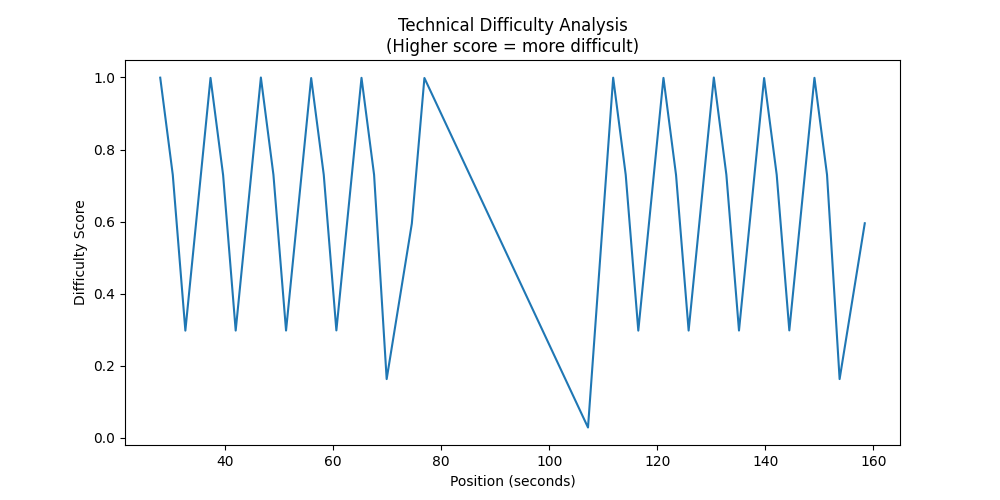 Technical Difficulty Analysis
(Higher score = more difficult)
1.0
0.8
0.6
0.4
0.2
0.0
Difficulty Score
40 60 80 100 120 140 160
Position (seconds)